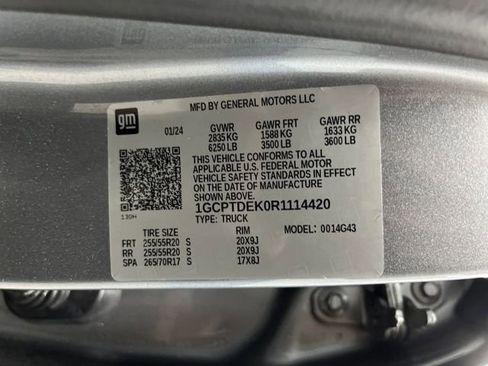 MFD BY GENERAL MOTORS LLC
gm
01/24 GVWR GAWR FRT GAWR RR
2835 KG 1588 KG 1633 KG
6250 LB 3500 LB 3600 LB
THIS VEHICLE CONFORMS TO ALL
APPLICABLE U.S. FEDERAL MOTOR
VEHICLE SAFETY STANDARDS IN EFFECT
ON THE DATE OF MANUFACTURE
SHOWN ABOVE.
1GCPTDEK0R1114420
TYPE: TRUCK
TIRE SIZE RIM MODEL: 0014G43
FRT 255/55R20 S 20X9J
RR 255/55R20 S 20X9J
SPA 265/70R17 S 17X8J